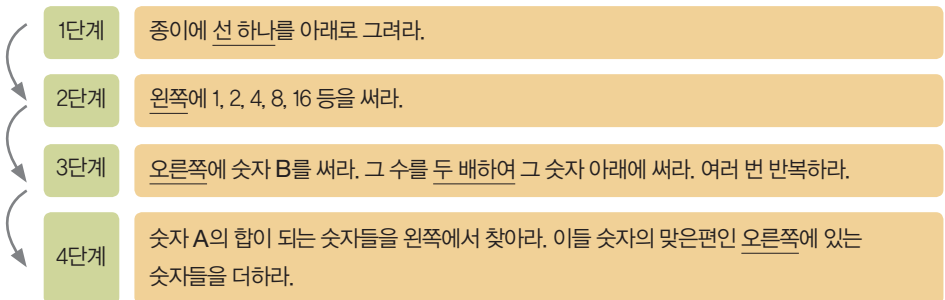 1단계 종이에 선 하나를 아래로 그려라.
2단계 왼쪽에 1, 2, 4, 8, 16 등을 써라.
3단계 오른쪽에 숫자 B를 써라. 그 수를 두 배하여 그 숫자 아래에 써라. 여러 번 반복하라.
4단계 숫자 A의 합이 되는 숫자들을 왼쪽에서 찾아라. 이들 숫자의 맞은편인 오른쪽에 있는
숫자들을 더하라.